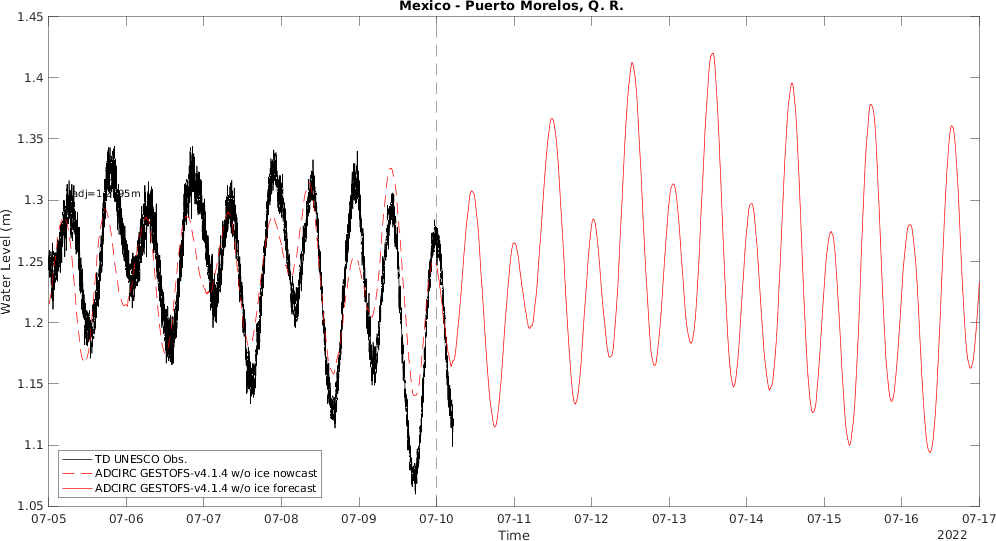 Mexico - Puerto Morelos, Q. R.
1.45
1.4
1.35
1.3
1.25
1.2
1.15
1.1
1.05
Water Level (m)
TD UNESCO Obs.
ADCIRC GESTOFS-v4.1.4 w/o ice nowcast
ADCIRC GESTOFS-v4.1.4 w/o ice forecast
07-05 07-06 07-07 07-08 07-09 07-10 07-11 07-12 07-13 07-14 07-15 07-16 07-17
Time
2022